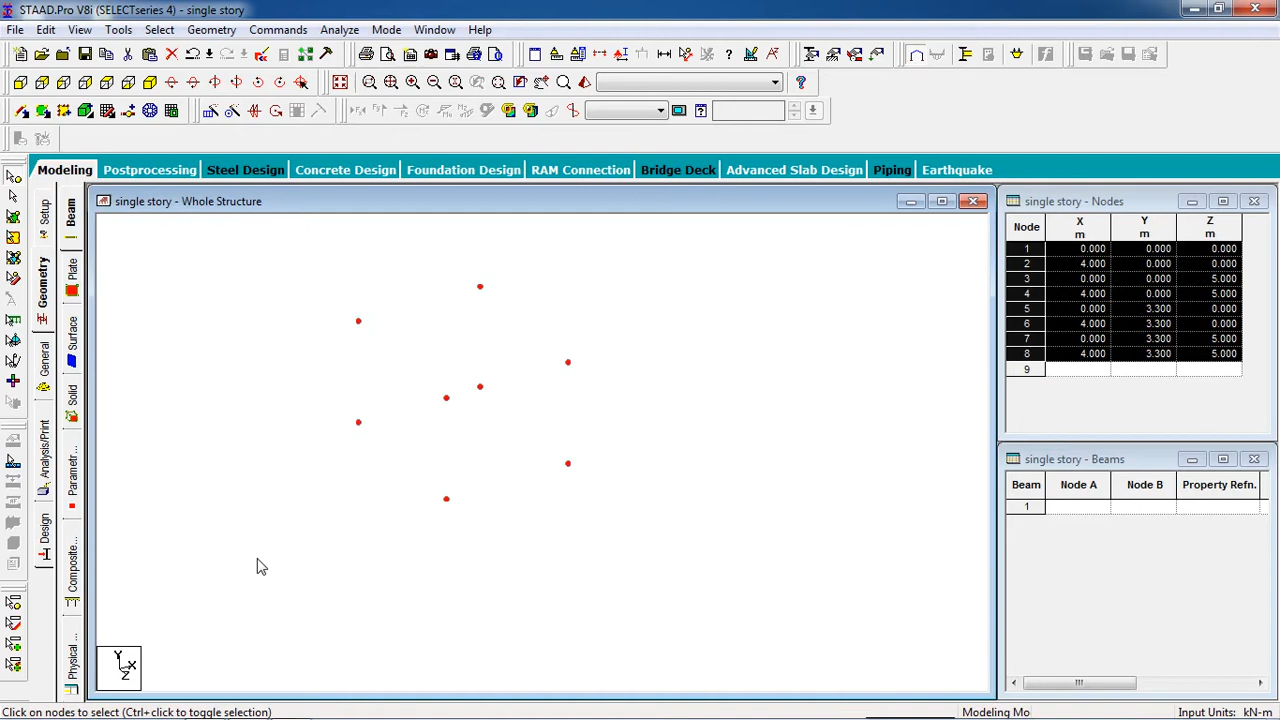 STAAD.Pro V8i (SELECTseries 4) - single story
File Edit View Tools Select Geometry Commands Analyze Mode Window Help
Modeling Postprocessing Steel Design Concrete Design Foundation Design RAM Connection Bridge Deck Advanced Slab Design Piping Earthquake
Setup
Geometry
General
Analysis/Print
Design
Beam
Plate
Surface
Solid
Parametr...
Composite...
Physical ...
single story - Whole Structure
Y
X
Z
single story - Nodes
Node X m Y m Z m
1 0.000 0.000 0.000
2 4.000 0.000 0.000
3 0.000 0.000 5.000
4 4.000 0.000 5.000
5 0.000 3.300 0.000
6 4.000 3.300 0.000
7 0.000 3.300 5.000
8 4.000 3.300 5.000
9
single story - Beams
Beam Node A Node B Property Refn.
1
Click on nodes to select (Ctrl+click to toggle selection)
Modeling Mo
Input Units: kN-m